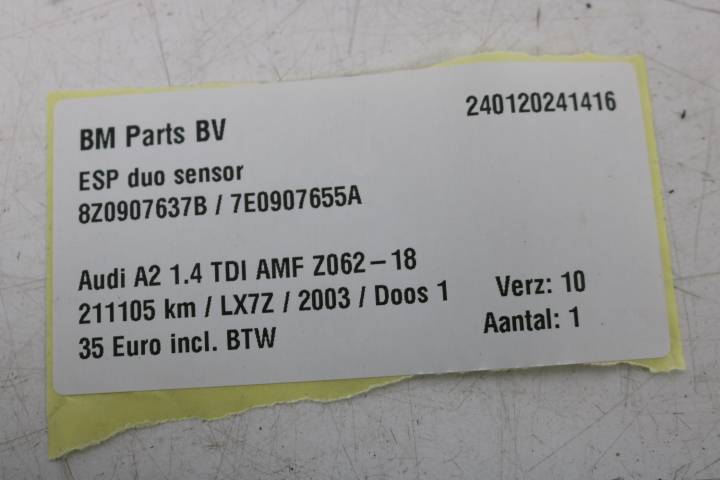 BM Parts BV 240120241416
ESP duo sensor
8Z0907637B / 7E0907655A
Audi A2 1.4 TDI AMF Z062-18
211105 km / LX7Z / 2003 / Doos 1 Verz: 10
35 Euro incl. BTW Aantal: 1